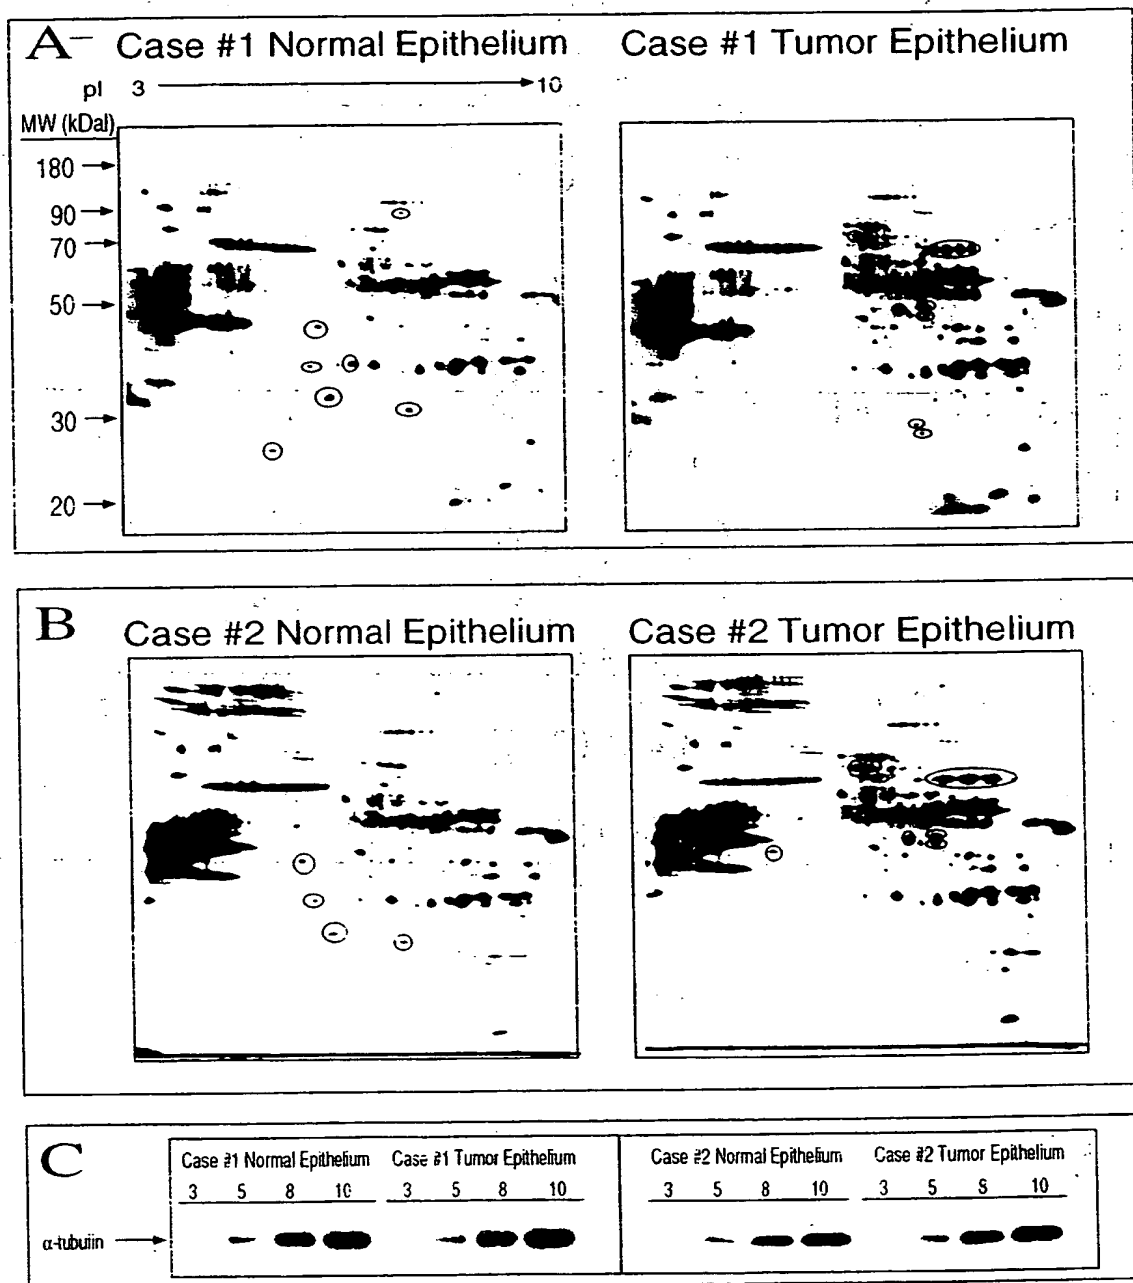 A- Case #1 Normal Epithelium Case #1 Tumor Epithelium
pI 3 10
MW (kDal)
180
90
70
50
30
20
B Case #2 Normal Epithelium Case #2 Tumor Epithelium
C Case #1 Normal Epithelium Case #1 Tumor Epithelium Case #2 Normal Epithelium Case #2 Tumor Epithelium
3 5 8 10 3 5 8 10 3 5 8 10 3 5 8 10
α-tubulin